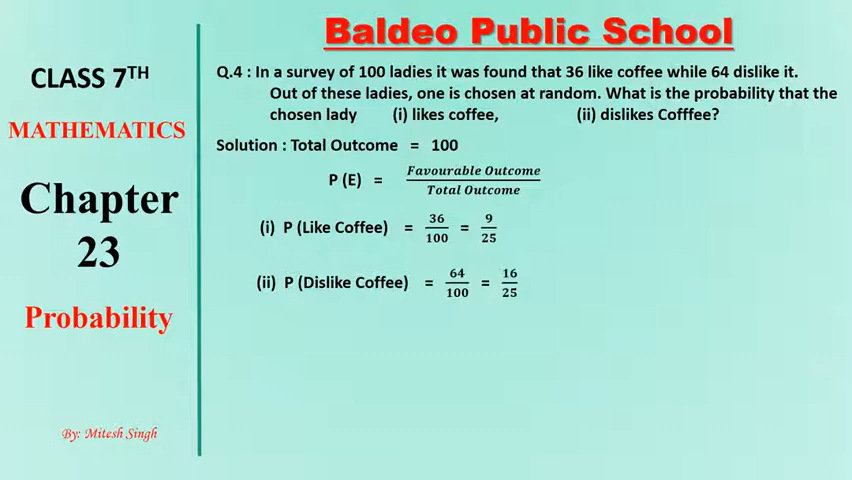 Baldeo Public School
CLASS 7TH
MATHEMATICS
Chapter
23
Probability
By: Mitesh Singh
Q.4 : In a survey of 100 ladies it was found that 36 like coffee while 64 dislike it.
Out of these ladies, one is chosen at random. What is the probability that the
chosen lady (i) likes coffee, (ii) dislikes Cofffee?
Solution : Total Outcome = 100
P (E) = Favourable Outcome / Total Outcome
(i) P (Like Coffee) = 36/100 = 9/25
(ii) P (Dislike Coffee) = 64/100 = 16/25